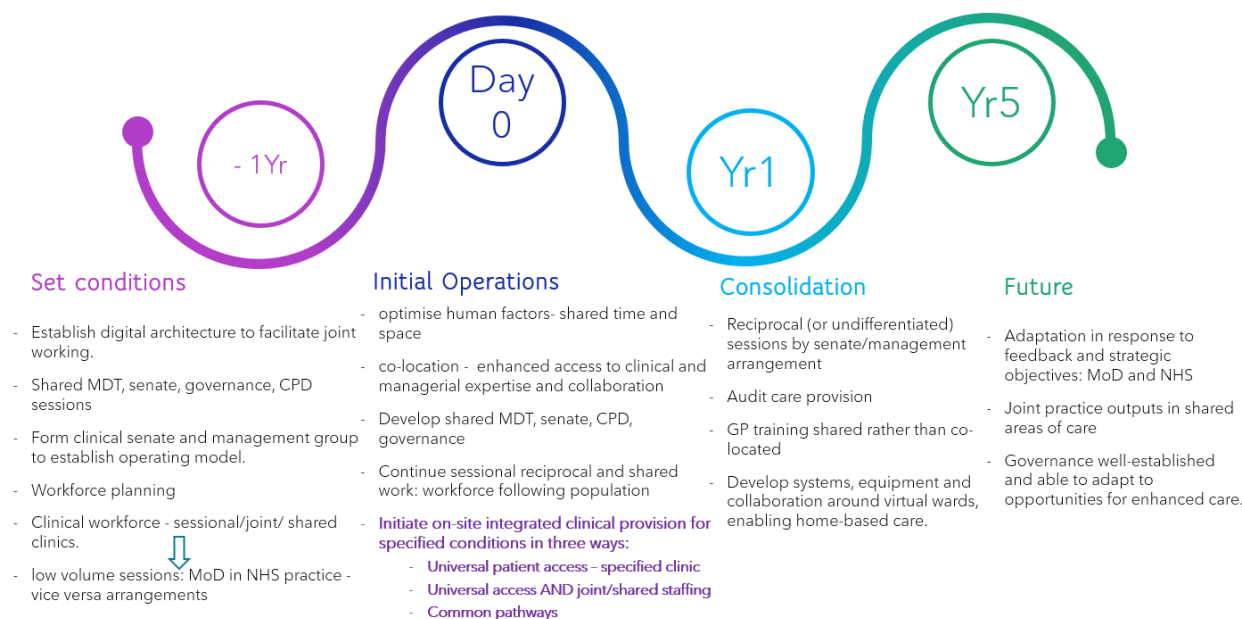 - 1Yr
Day
0
Yr1
Yr5
Set conditions
- Establish digital architecture to facilitate joint
working.
- Shared MDT, senate, governance, CPD
sessions
- Form clinical senate and management group
to establish operating model.
- Workforce planning
- Clinical workforce - sessional/joint/ shared
clinics.
- low volume sessions: MoD in NHS practice -
vice versa arrangements
Initial Operations
- optimise human factors- shared time and
space
- co-location - enhanced access to clinical and
managerial expertise and collaboration
- Develop shared MDT, senate, CPD,
governance
- Continue sessional reciprocal and shared
work: workforce following population
- Initiate on-site integrated clinical provision for
specified conditions in three ways:
- Universal patient access – specified clinic
- Universal access AND joint/shared staffing
- Common pathways
Consolidation
- Reciprocal (or undifferentiated)
sessions by senate/management
arrangement
- Audit care provision
- GP training shared rather than co-
located
- Develop systems, equipment and
collaboration around virtual wards,
enabling home-based care.
Future
- Adaptation in response to
feedback and strategic
objectives: MoD and NHS
- Joint practice outputs in shared
areas of care
- Governance well-established
and able to adapt to
opportunities for enhanced care.